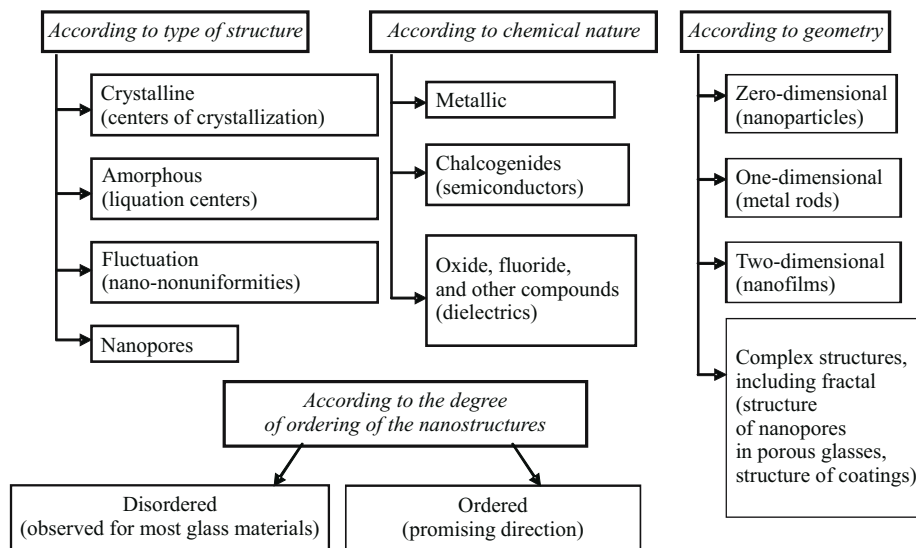 According to type of structure
Crystalline
(centers of crystallization)
Amorphous
(liquation centers)
Fluctuation
(nano-nonuniformities)
Nanopores
According to chemical nature
Metallic
Chalcogenides
(semiconductors)
Oxide, fluoride,
and other compounds
(dielectrics)
According to geometry
Zero-dimensional
(nanoparticles)
One-dimensional
(metal rods)
Two-dimensional
(nanofilms)
Complex structures,
including fractal
(structure
of nanopores
in porous glasses,
structure of coatings)
According to the degree
of ordering of the nanostructures
Disordered
(observed for most glass materials)
Ordered
(promising direction)